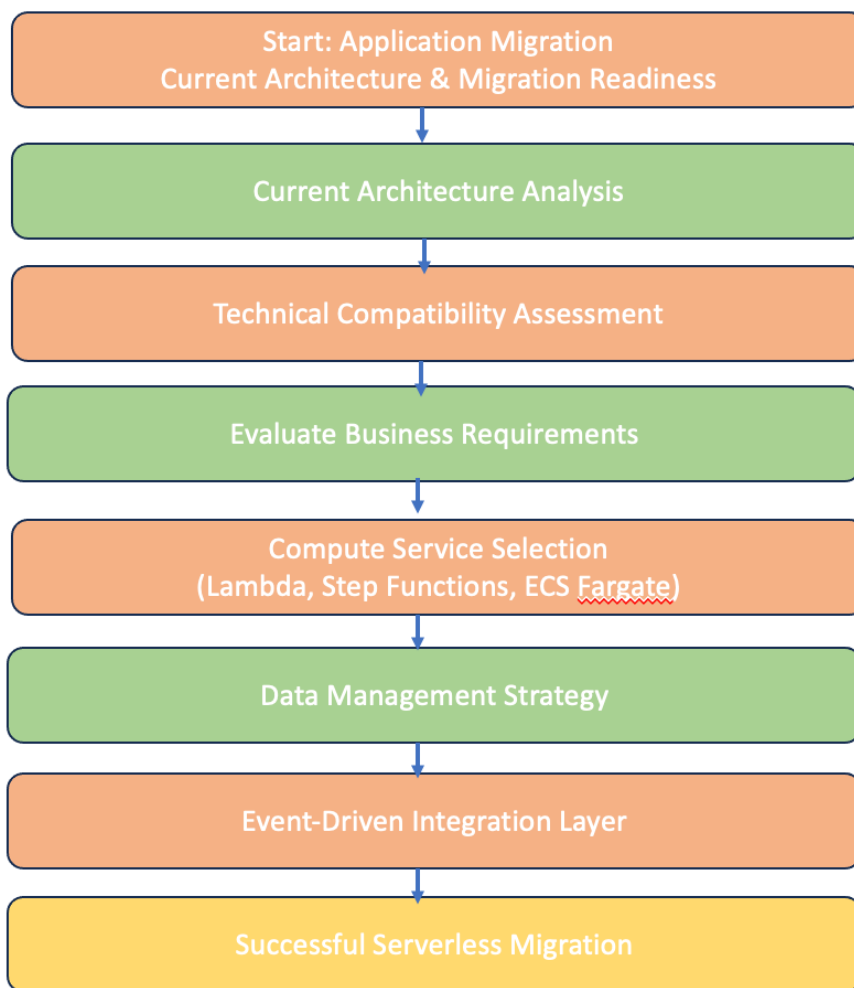 Start: Application Migration
Current Architecture & Migration Readiness
Current Architecture Analysis
Technical Compatibility Assessment
Evaluate Business Requirements
Compute Service Selection
(Lambda, Step Functions, ECS Fargate)
Data Management Strategy
Event-Driven Integration Layer
Successful Serverless Migration